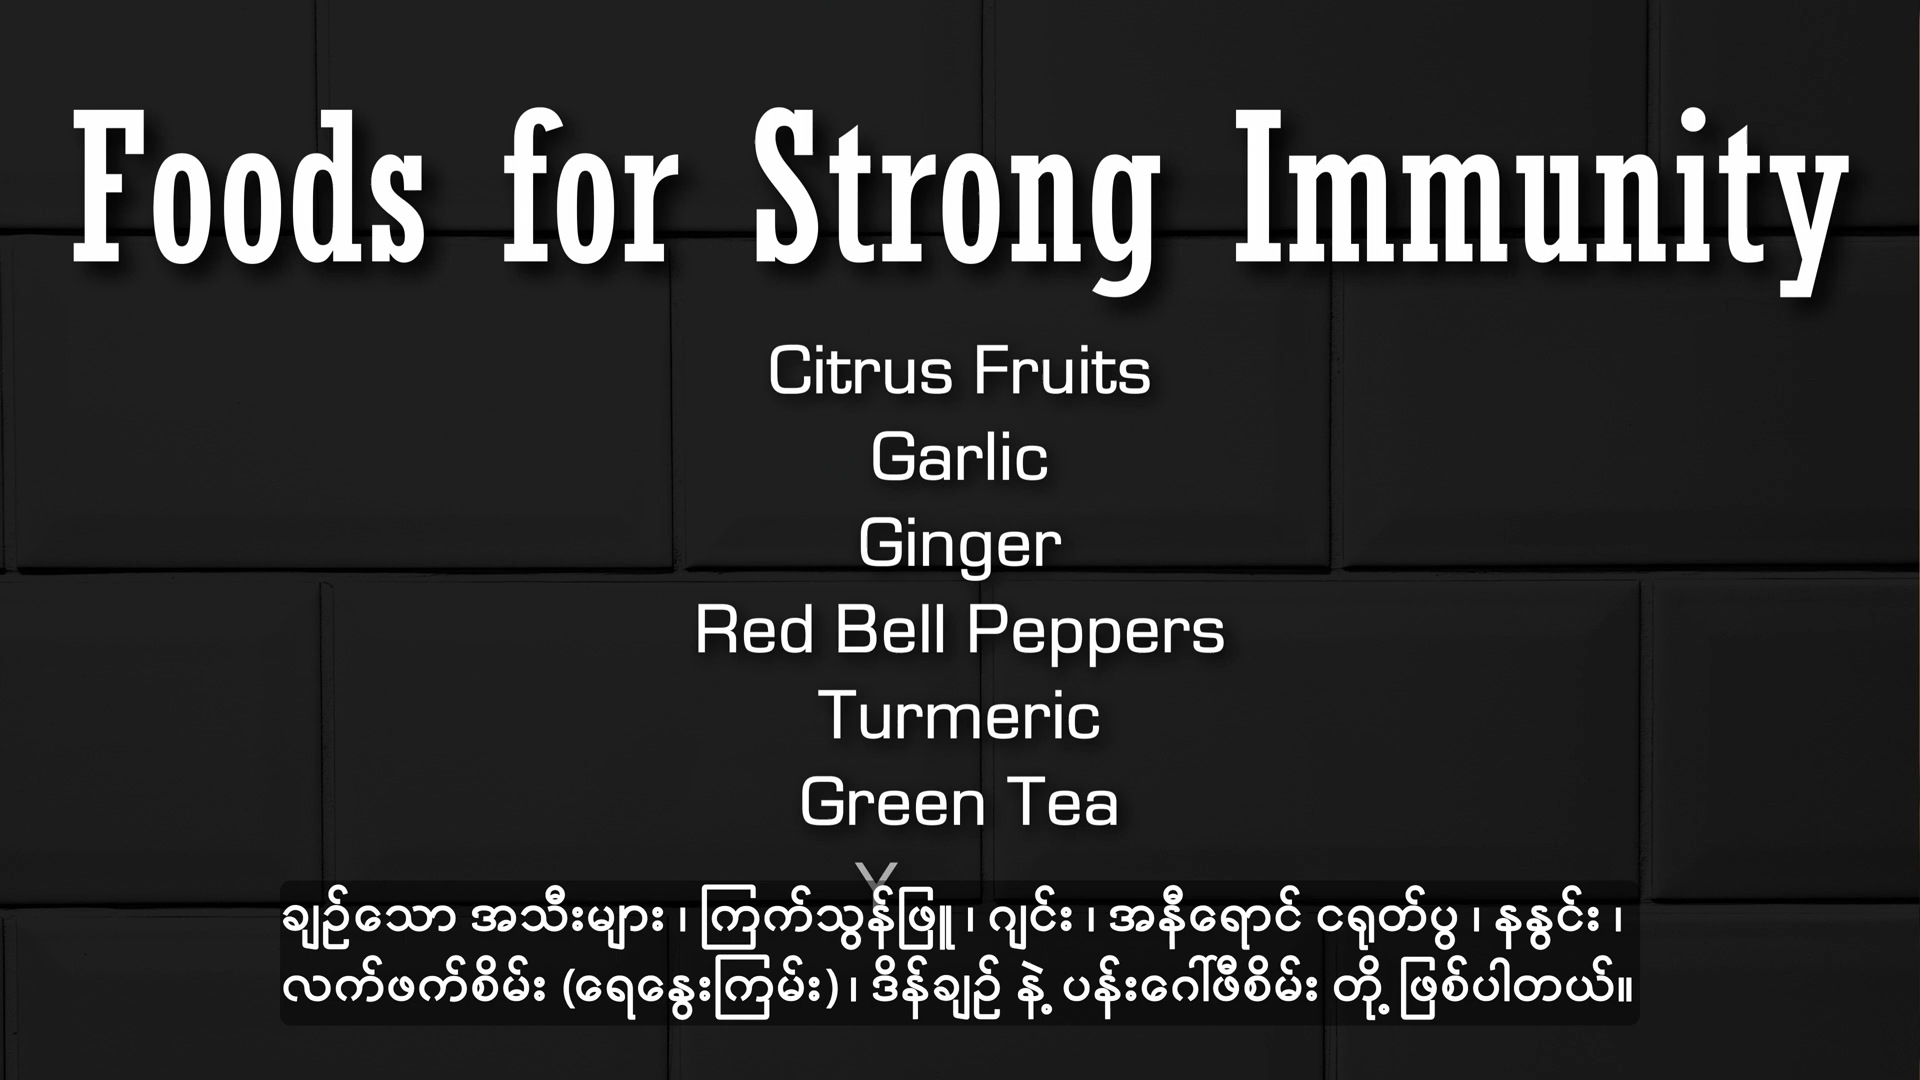 Foods for Strong Immunity
Citrus Fruits
Garlic
Ginger
Red Bell Peppers
Turmeric
Green Tea
Y
ချဉ်သော အသီးများ ၊ ကြက်သွန်ဖြူ ၊ ဂျင်း ၊ အနီရောင် ငရုတ်ပွ ၊ နနွင်း ၊
လက်ဖက်စိမ်း (ရေနွေးကြမ်း) ၊ ဒိန်ချဉ် နဲ့ ပန်းဂေါ်ဖီစိမ်း တို့ ဖြစ်ပါတယ်။